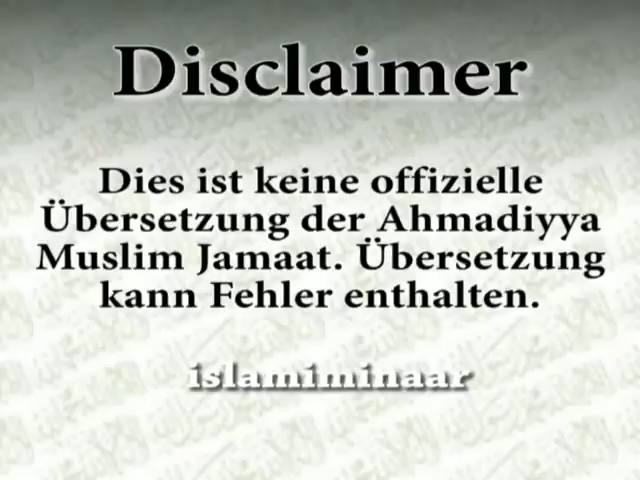 Disclaimer
Dies ist keine offizielle
Übersetzung der Ahmadiyya
Muslim Jamaat. Übersetzung
kann Fehler enthalten.
islamiminaar